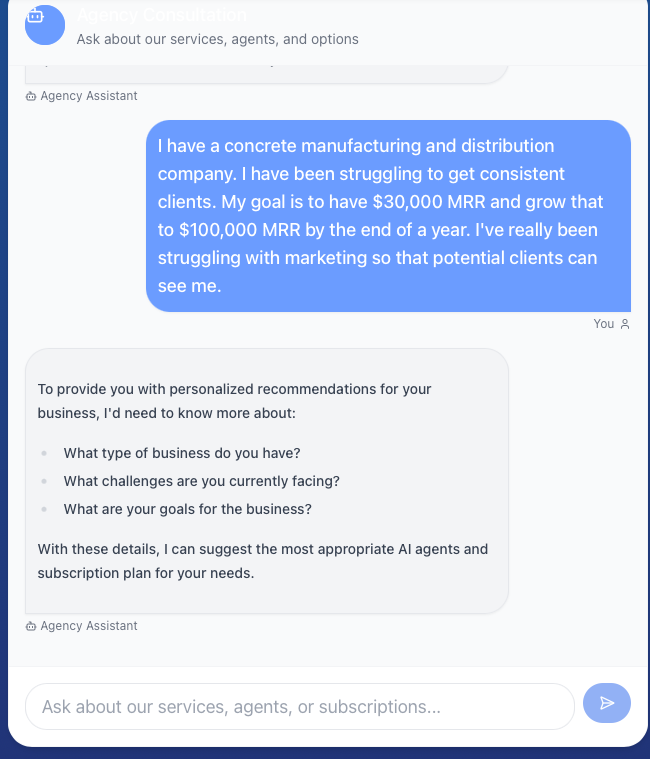 Agency Consultation
Ask about our services, agents, and options
Agency Assistant
I have a concrete manufacturing and distribution
company. I have been struggling to get consistent
clients. My goal is to have $30,000 MRR and grow that
to $100,000 MRR by the end of a year. I've really been
struggling with marketing so that potential clients can
see me.
You
To provide you with personalized recommendations for your
business, I'd need to know more about:
• What type of business do you have?
• What challenges are you currently facing?
• What are your goals for the business?
With these details, I can suggest the most appropriate AI agents and
subscription plan for your needs.
Agency Assistant
Ask about our services, agents, or subscriptions...